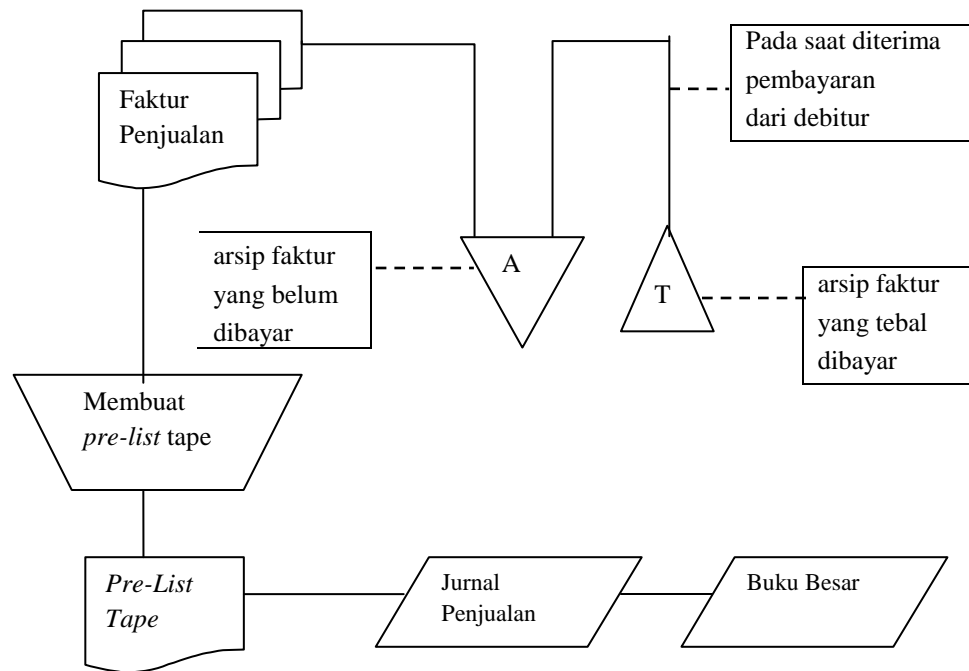 Faktur
Penjualan
Pada saat diterima
pembayaran
dari debitur
arsip faktur
yang belum
dibayar
A
T
arsip faktur
yang tebal
dibayar
Membuat
pre-list tape
Pre-List
Tape
Jurnal
Penjualan
Buku Besar